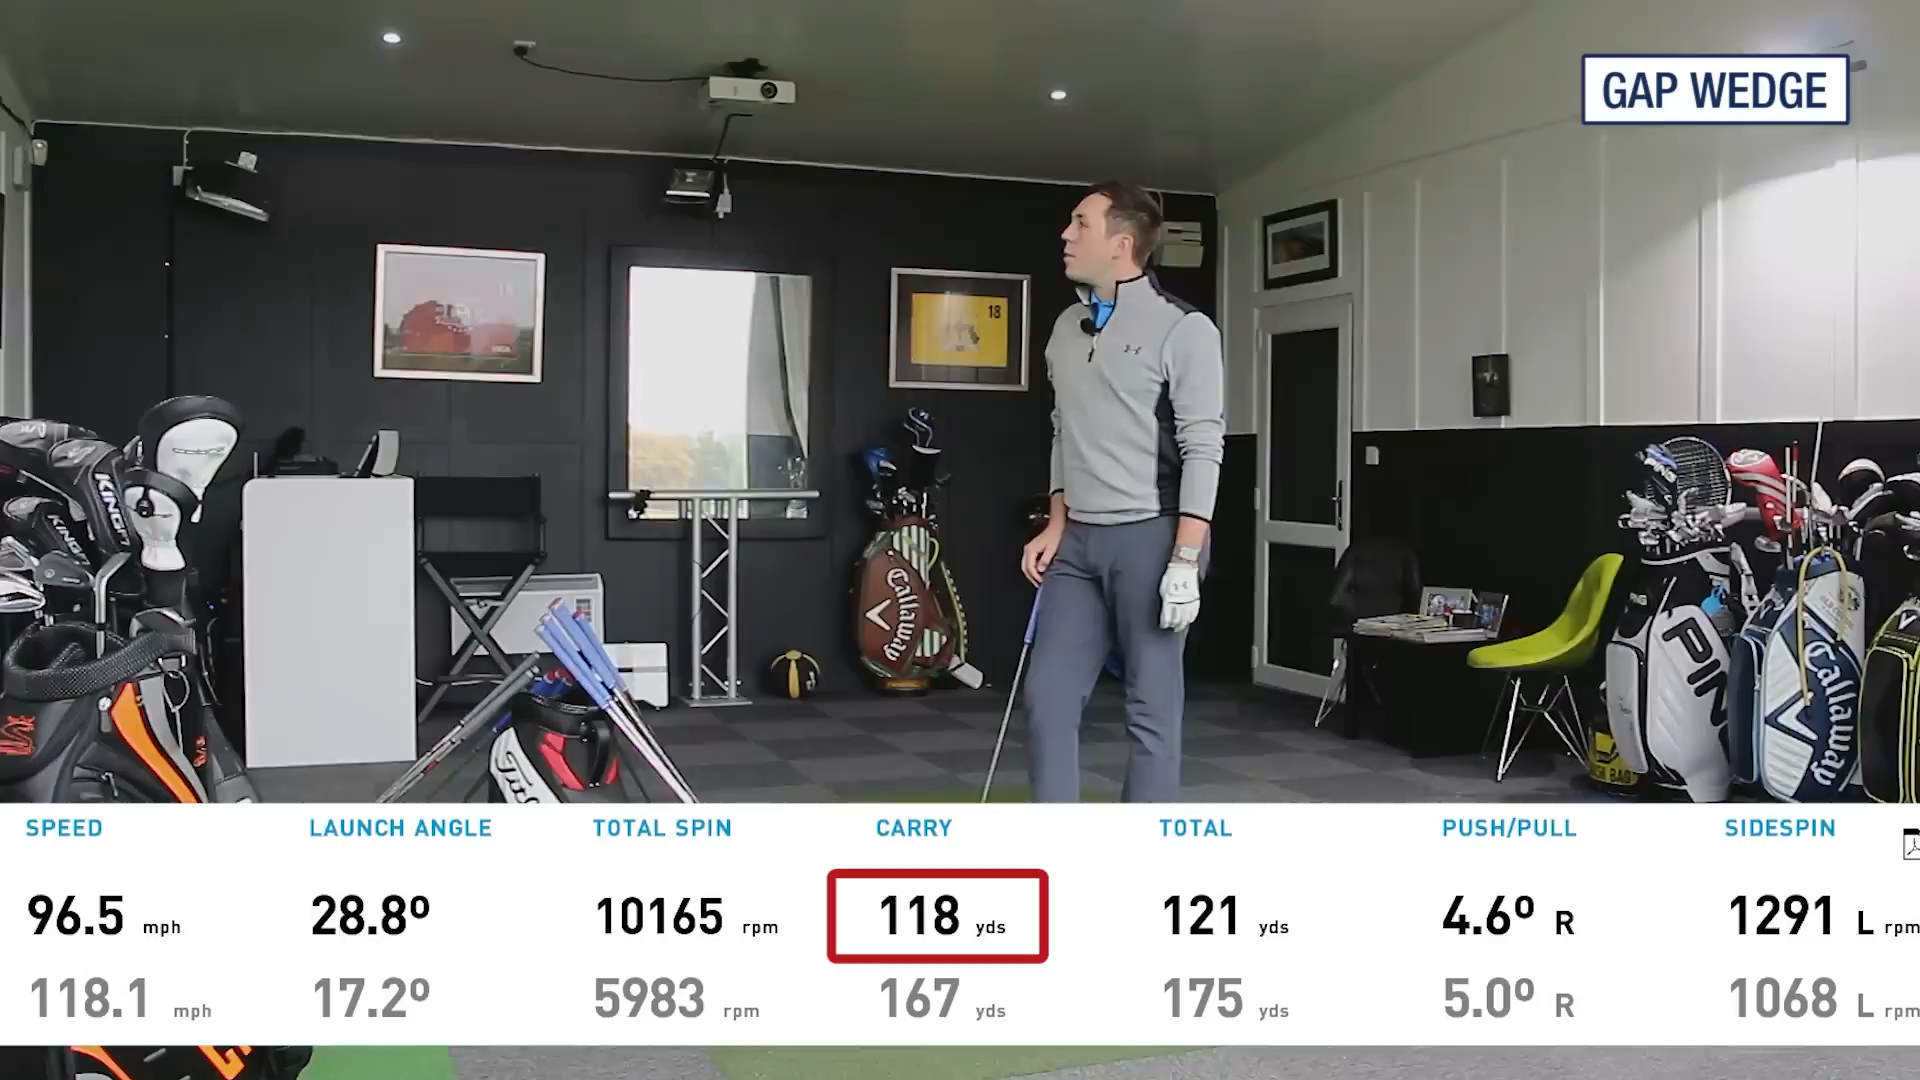 GAP WEDGE
18
KING
KING
Callaway
PING
PING
Callaway
SPEED LAUNCH ANGLE TOTAL SPIN CARRY TOTAL PUSH/PULL SIDESPIN
96.5 mph 28.8º 10165 rpm 118 yds 121 yds 4.6º R 1291 L rpm
118.1 mph 17.2º 5983 rpm 167 yds 175 yds 5.0º R 1068 L rpm